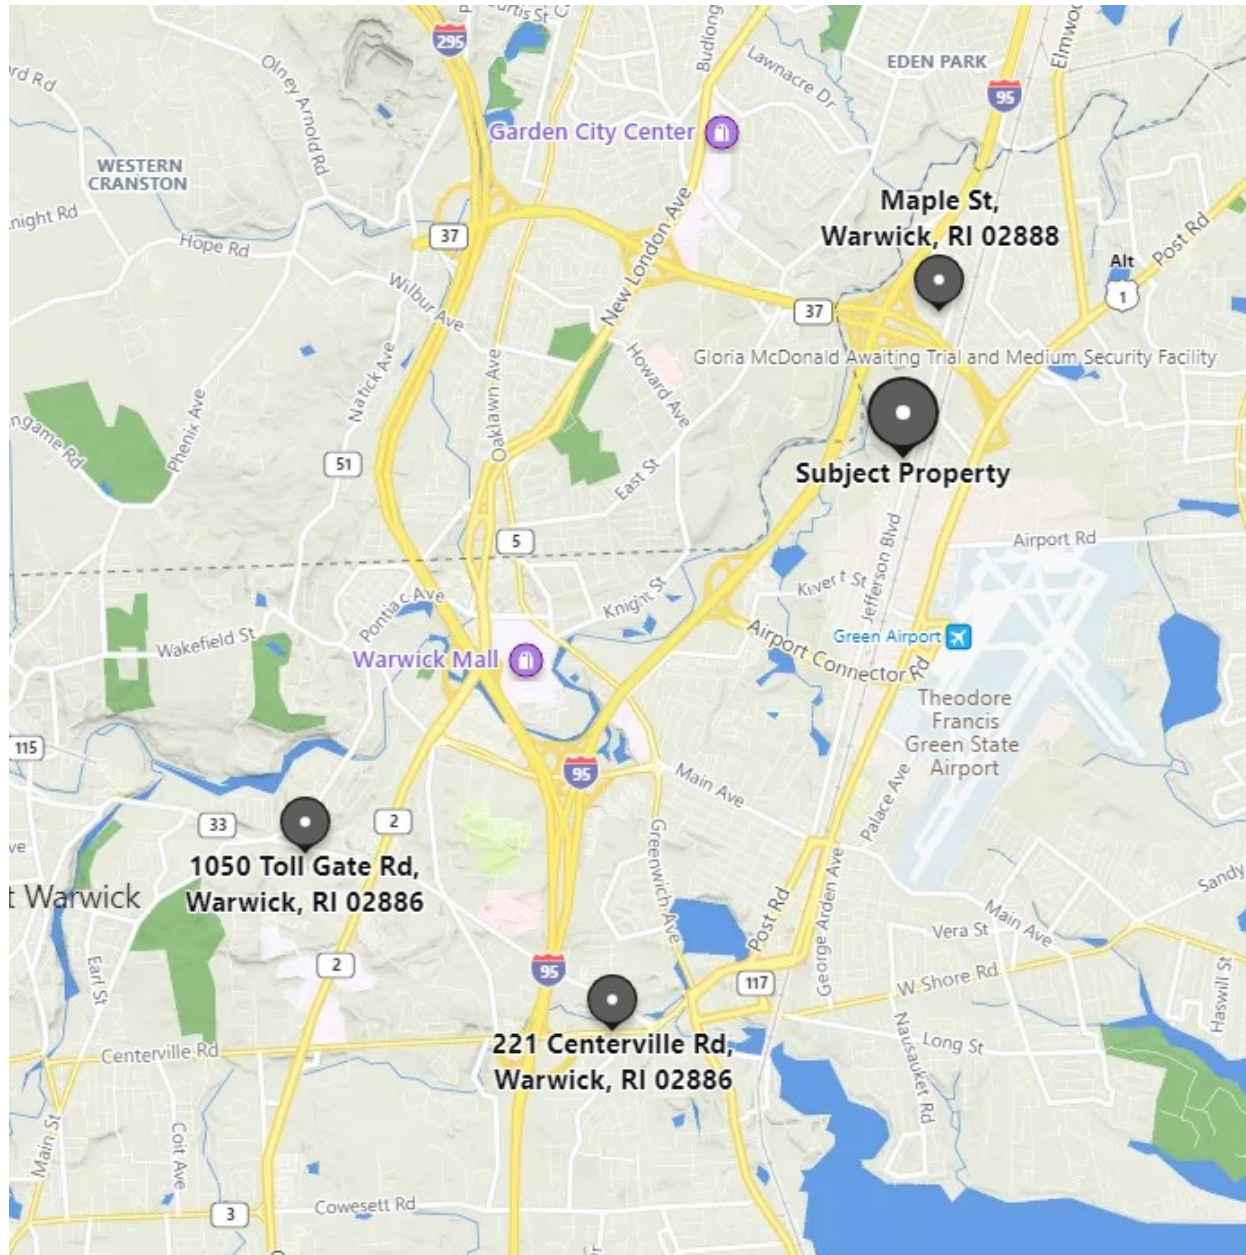 Curtis St
295
Olney Arnold Rd
Budlong
Lawnacre Dr
EDEN PARK
Elmwoo
95
Garden City Center
WESTERN
CRANSTON
Maple St,
Warwick, RI 02888
night Rd
37
Hope Rd
New London Ave
Post Rd
Alt
1
Wilbur Ave
37
Gloria McDonald Awaiting Trial and Medium Security Facility
Natick Ave
Oaklawn Ave
Howard Ave
Phenix Ave
ngame Rd
51
East St
Subject Property
5
Airport Rd
Jefferson Blvd
Kilvert St
Knight St
Pontiac Ave
Wakefield St
Green Airport
Airport Connector Rd
Warwick Mall
Theodore
Francis
Green State
Airport
115
95
Main Ave
Palace Ave
33
2
1050 Toll Gate Rd,
Warwick, RI 02886
t Warwick
Greenwich Ave
Post Rd
George Arden Ave
Main Ave
Sandy
Vera St
Earl St
2
95
117
W Shore Rd
Haswill St
221 Centerville Rd,
Warwick, RI 02886
Centerville Rd
Long St
Nausauket Rd
Main St
Coit Ave
3
Cowesett Rd